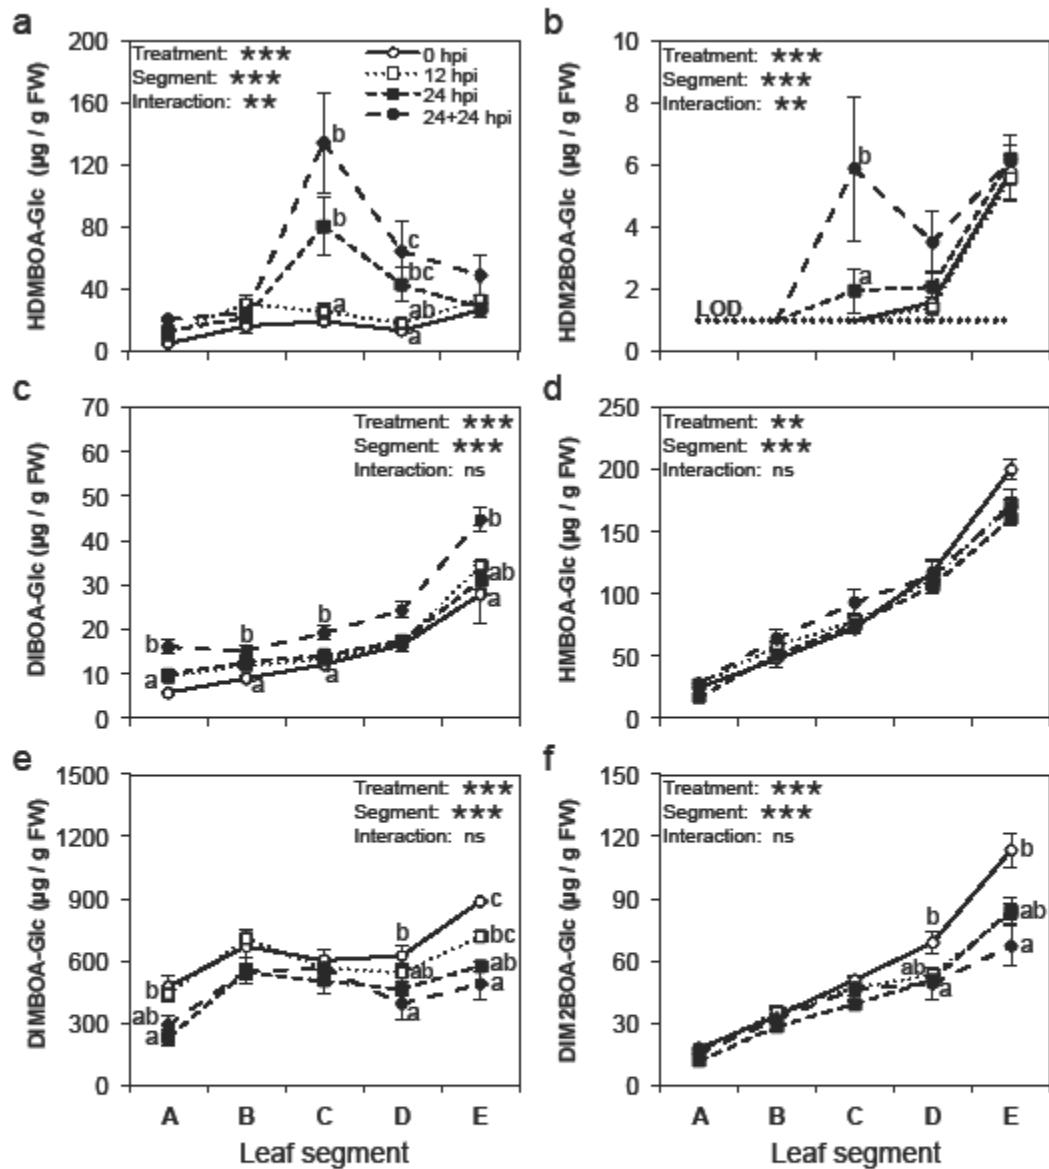 a
200
160
120
80
40
0
HDMBOA-Glc (µg / g FW)
Treatment: ★★★
Segment: ★★★
Interaction: ★★
0 hpi
12 hpi
24 hpi
24+24 hpi
b
b
c
bc
a
ab
a
b
10
8
6
4
2
0
HDM2BOA-Glc (µg / g FW)
Treatment: ★★★
Segment: ★★★
Interaction: ★★
b
a
LOD
c
70
60
50
40
30
20
10
0
DIBOA-Glc (µg / g FW)
Treatment: ★★★
Segment: ★★★
Interaction: ns
b
b
b
b
ab
a
a
a
a
d
250
200
150
100
50
0
HMBOA-Glc (µg / g FW)
Treatment: ★★
Segment: ★★★
Interaction: ns
e
1500
1200
900
600
300
0
DIMBOA-Glc (µg / g FW)
Treatment: ★★★
Segment: ★★★
Interaction: ns
b
ab
a
b
ab
a
c
bc
ab
a
A B C D E
Leaf segment
f
150
120
90
60
30
0
DIM2BOA-Glc (µg / g FW)
Treatment: ★★★
Segment: ★★★
Interaction: ns
b
ab
a
b
ab
a
A B C D E
Leaf segment